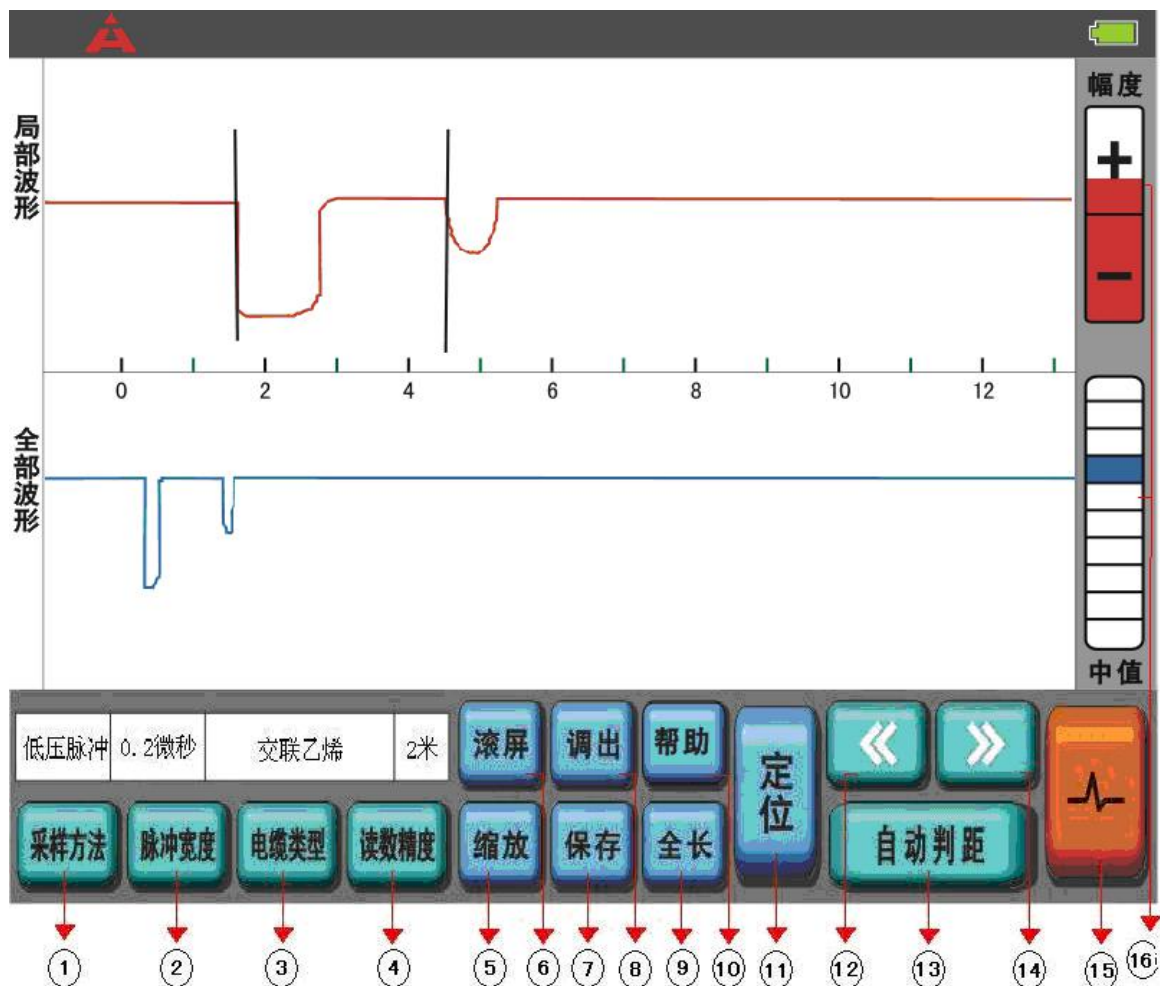 幅度
局部波形
+
−
0 2 4 6 8 10 12
全部波形
中值
低压脉冲 0.2微秒 交联乙烯 2米
滚屏 调出 帮助
定位
« »
采样方法 脉冲宽度 电缆类型 读数精度
缩放 保存 全长
自动判距
1 2 3 4 5 6 7 8 9 10 11 12 13 14 15 16